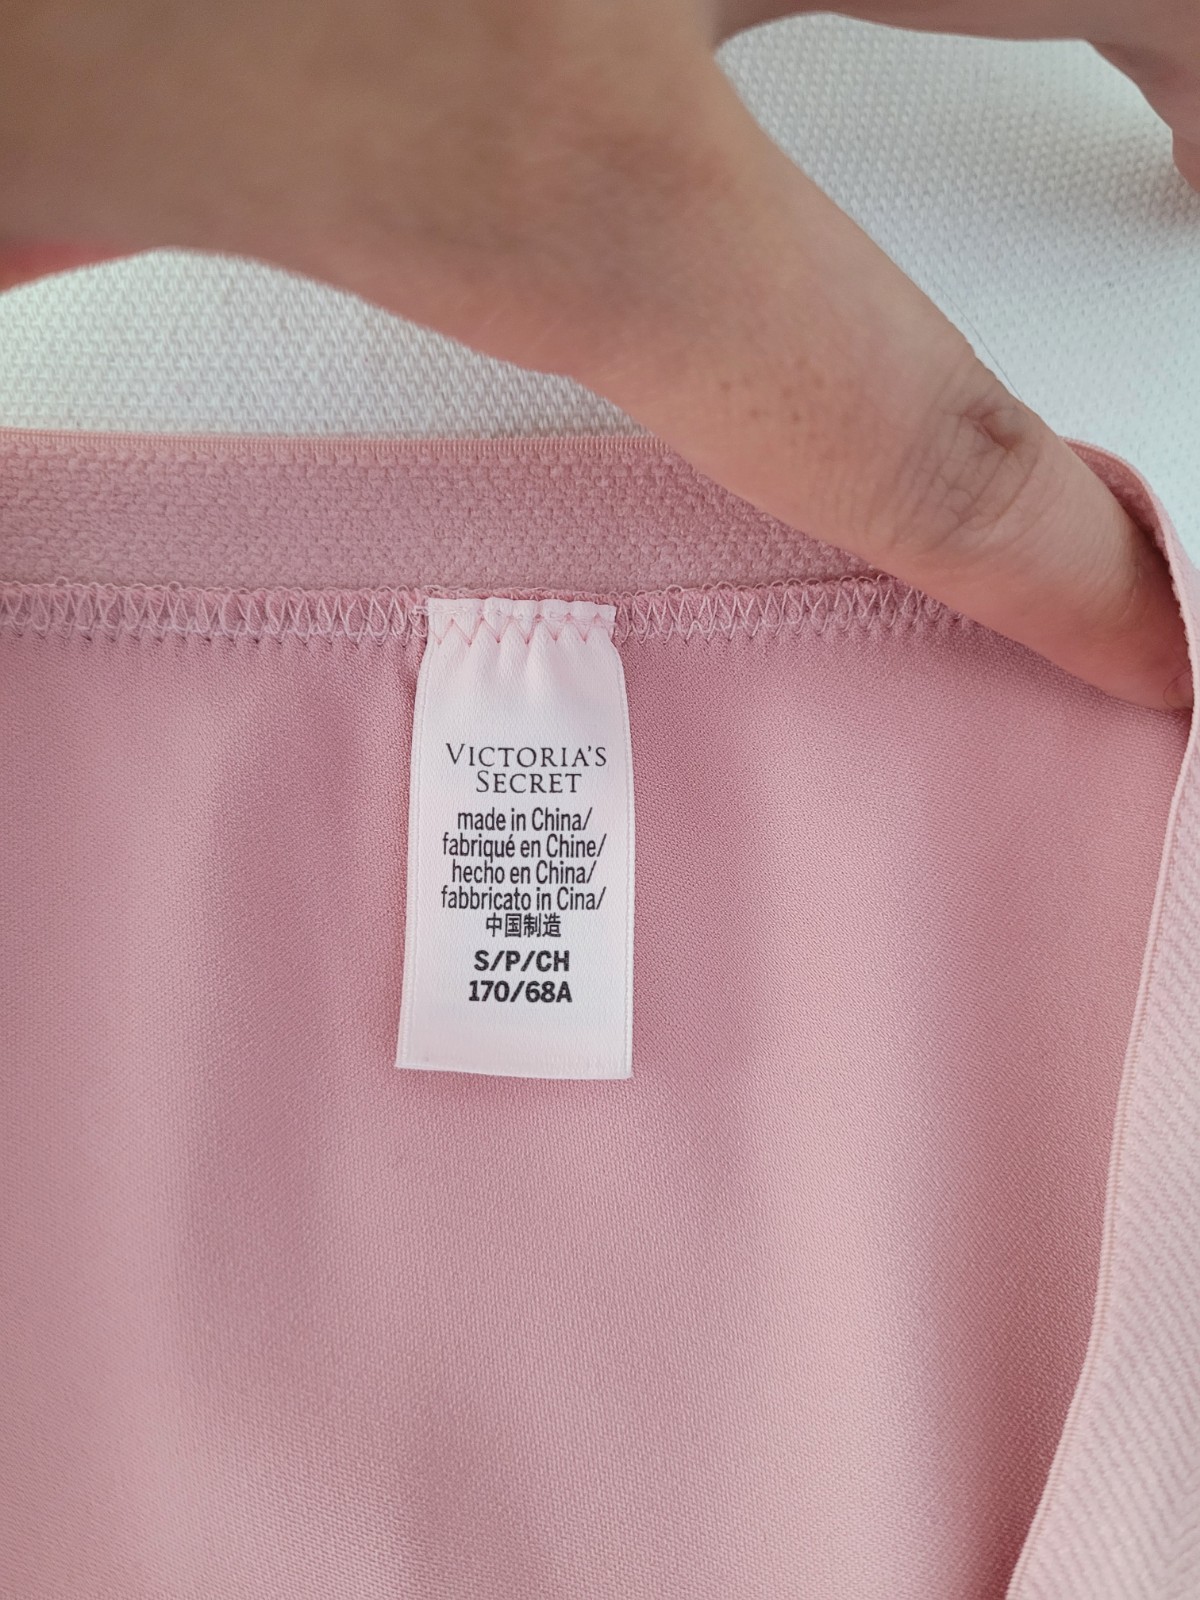 VICTORIA'S
SECRET
made in China/
fabriqué en Chine/
hecho en China/
fabbricato in Cina/
中国制造
S/P/CH
170/68A